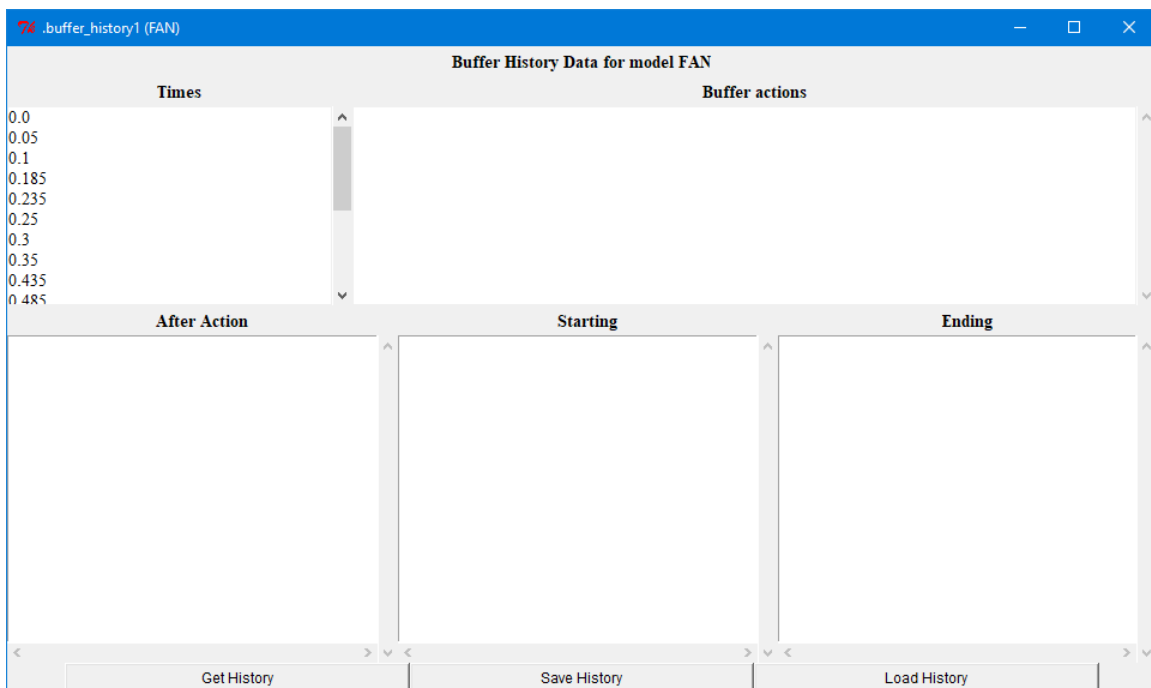 .buffer_history1 (FAN)
Buffer History Data for model FAN
Times
Buffer actions
0.0
0.05
0.1
0.185
0.235
0.25
0.3
0.35
0.435
0.485
After Action
Starting
Ending
Get History
Save History
Load History